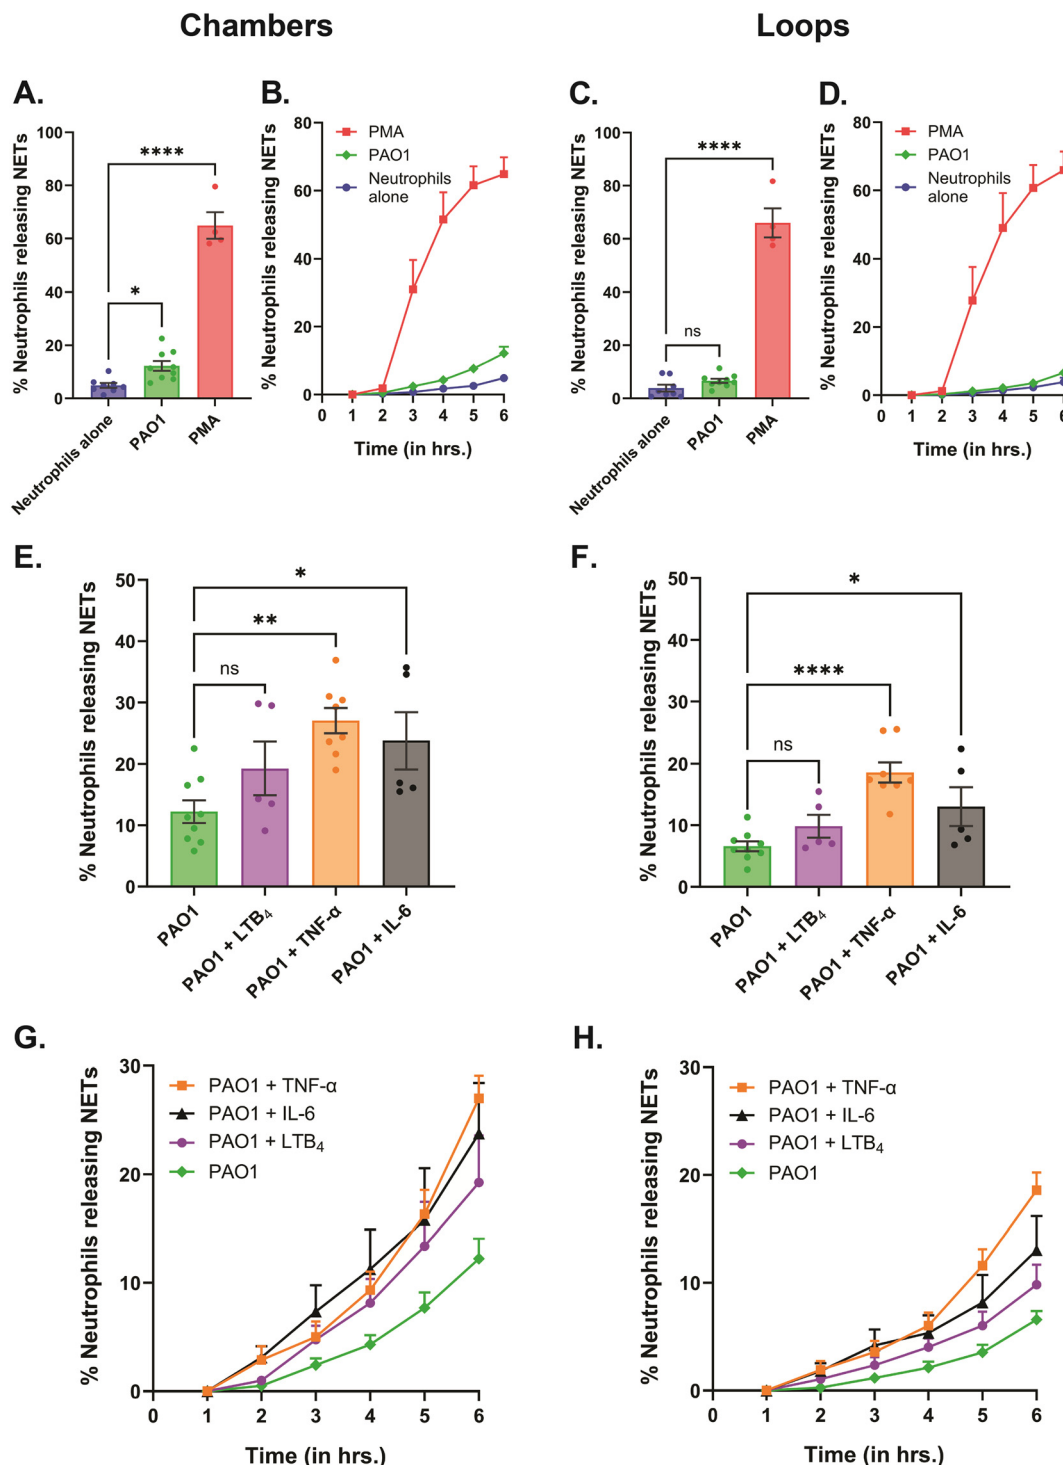 Chambers
Loops
A.
% Neutrophils releasing NETs
100
80
60
40
20
0
****
*
Neutrophils alone
PAO1
PMA
B.
% Neutrophils releasing NETs
80
60
40
20
0
PMA
PAO1
Neutrophils
alone
0 1 2 3 4 5 6
Time (in hrs.)
C.
% Neutrophils releasing NETs
100
80
60
40
20
0
****
ns
Neutrophils alone
PAO1
PMA
D.
% Neutrophils releasing NETs
80
60
40
20
0
PMA
PAO1
Neutrophils
alone
0 1 2 3 4 5 6
Time (in hrs.)
E.
% Neutrophils releasing NETs
50
40
30
20
10
0
*
**
ns
PAO1
PAO1 + LTB4
PAO1 + TNF-α
PAO1 + IL-6
F.
% Neutrophils releasing NETs
50
40
30
20
10
0
*
****
ns
PAO1
PAO1 + LTB4
PAO1 + TNF-α
PAO1 + IL-6
G.
% Neutrophils releasing NETs
30
20
10
0
PAO1 + TNF-α
PAO1 + IL-6
PAO1 + LTB4
PAO1
0 1 2 3 4 5 6
Time (in hrs.)
H.
% Neutrophils releasing NETs
30
20
10
0
PAO1 + TNF-α
PAO1 + IL-6
PAO1 + LTB4
PAO1
0 1 2 3 4 5 6
Time (in hrs.)